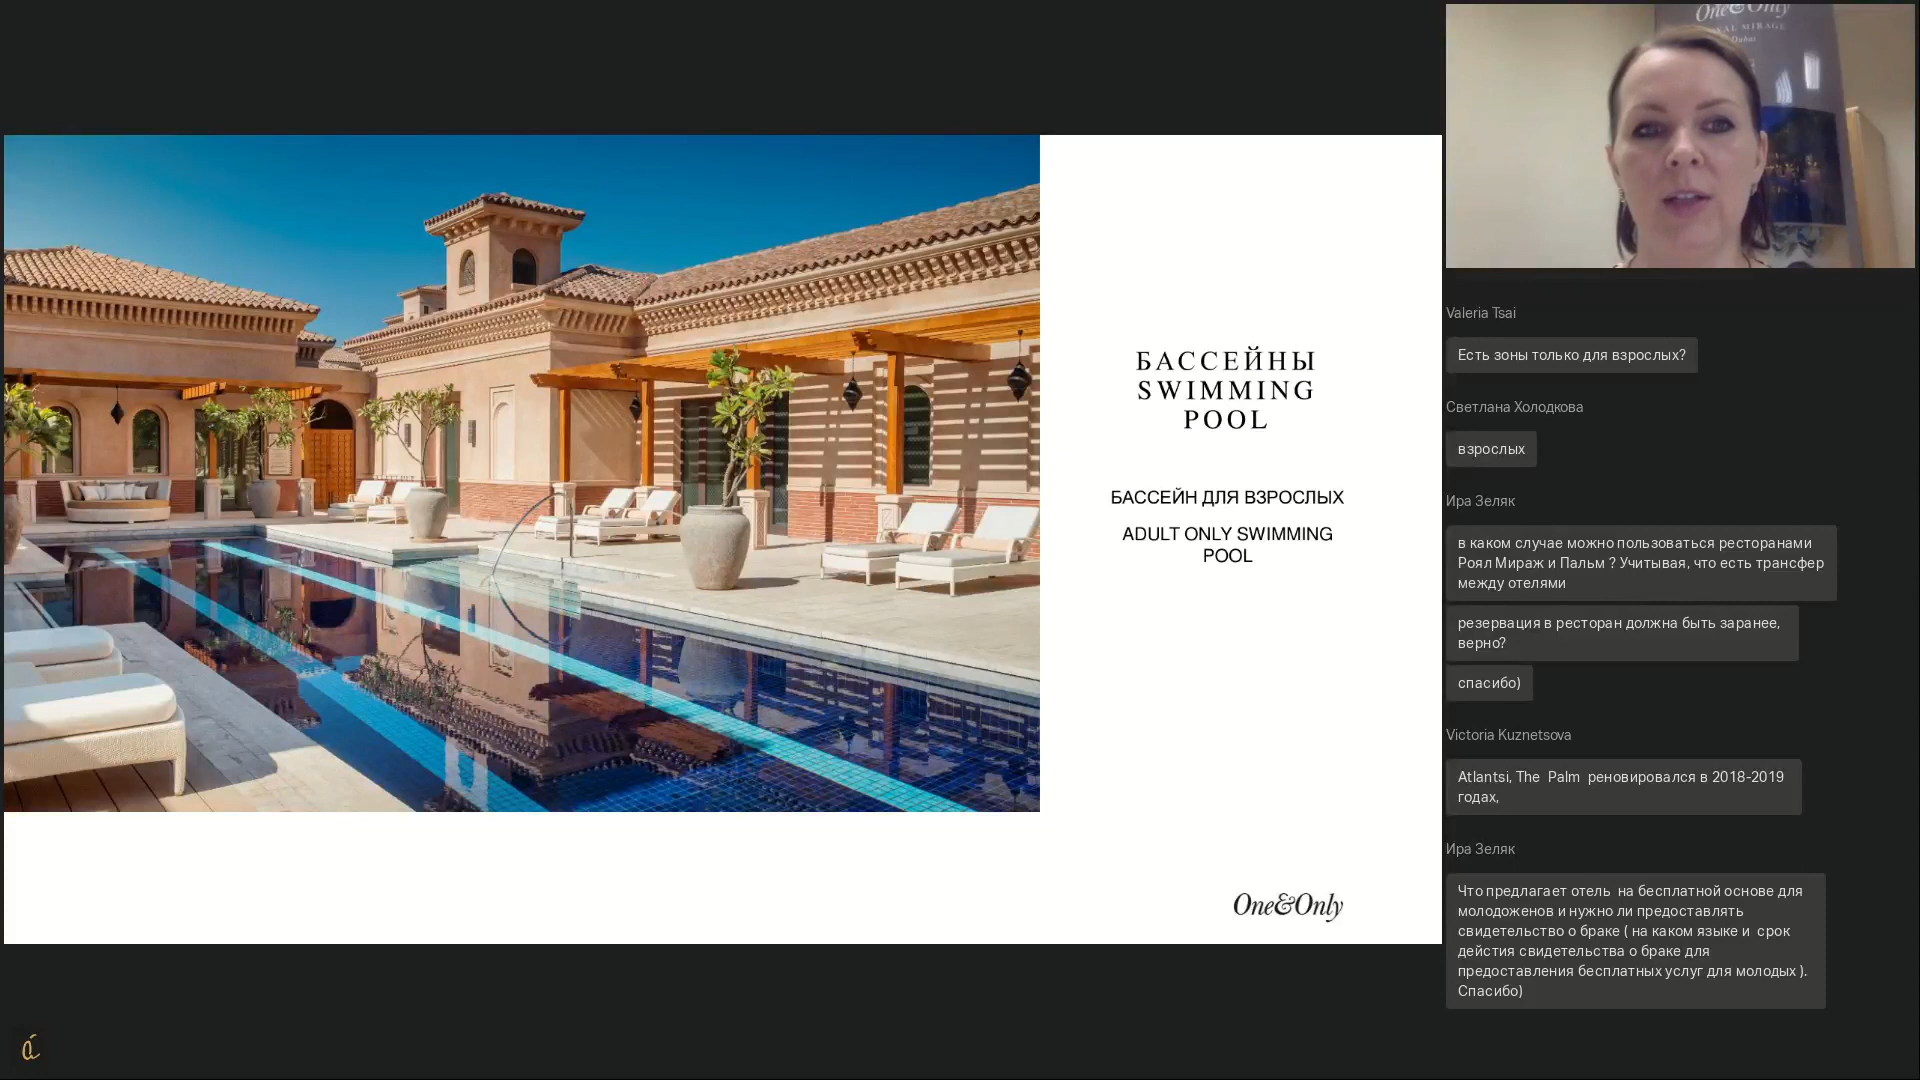 БАССЕЙНЫ
SWIMMING
POOL
БАССЕЙН ДЛЯ ВЗРОСЛЫХ
ADULT ONLY SWIMMING
POOL
One&Only
One&Only
Dubai
Valeria Tsai
Есть зоны только для взрослых?
Светлана Холодкова
взрослых
Ира Зеляк
в каком случае можно пользоваться ресторанами
Роял Мираж и Пальм ? Учитывая, что есть трансфер
между отелями
резервация в ресторан должна быть заранее,
верно?
спасибо)
Victoria Kuznetsova
Atlantsi, The Palm реновировался в 2018-2019
годах,
Ира Зеляк
Что предлагает отель на бесплатной основе для
молодоженов и нужно ли предоставлять
свидетельство о браке ( на каком языке и срок
дейстия свидетельства о браке для
предоставления бесплатных услуг для молодых ).
Спасибо)